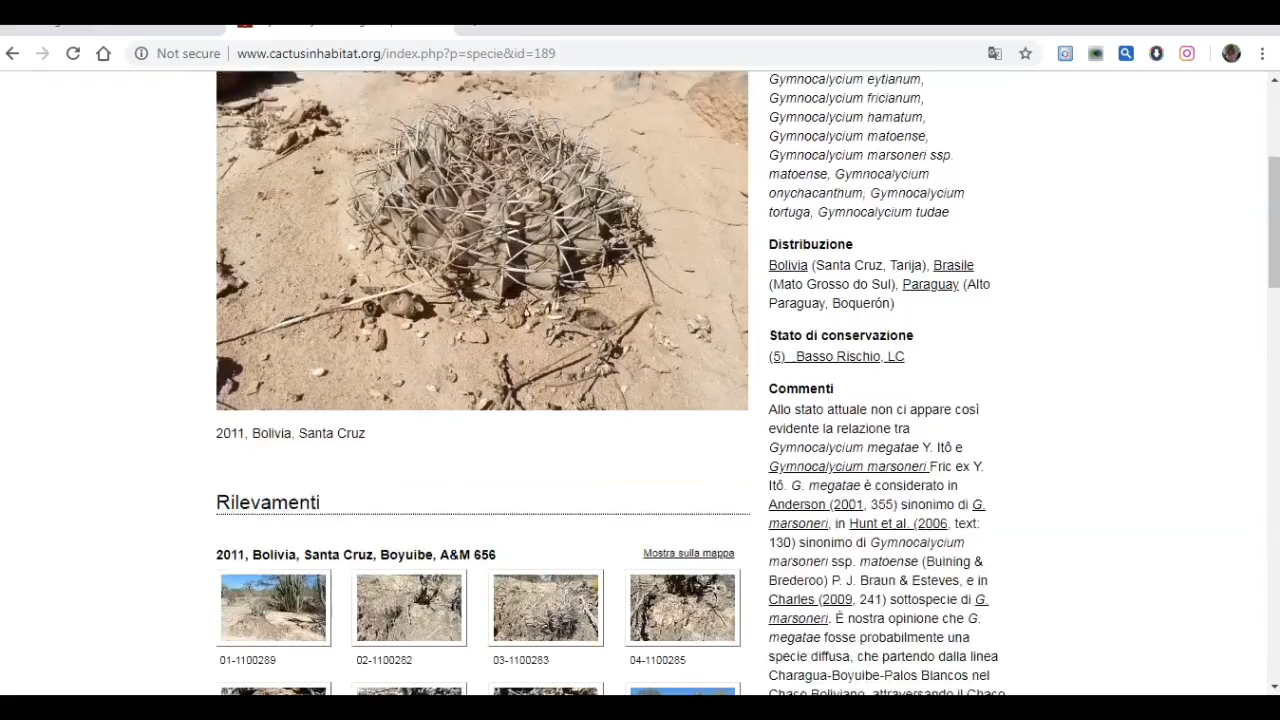 Not secure
www.cactusinhabitat.org/index.php?p=specie&id=189
2011, Bolivia, Santa Cruz
Rilevamenti
2011, Bolivia, Santa Cruz, Boyuibe, A&M 656
Mostra sulla mappa
01-1100289
02-1100282
03-1100283
04-1100285
Gymnocalycium eytianum,
Gymnocalycium fricianum,
Gymnocalycium hamatum,
Gymnocalycium matoense,
Gymnocalycium marsoneri ssp.
matoense, Gymnocalycium
onychacanthum, Gymnocalycium
tortuga, Gymnocalycium tudae
Distribuzione
Bolivia (Santa Cruz, Tarija), Brasile
(Mato Grosso do Sul), Paraguay (Alto
Paraguay, Boquerón)
Stato di conservazione
(5) Basso Rischio, LC
Commenti
Allo stato attuale non ci appare così
evidente la relazione tra
Gymnocalycium megatae Y. Itô e
Gymnocalycium marsoneri Fric ex Y.
Itô. G. megatae è considerato in
Anderson (2001, 355) sinonimo di G.
marsoneri, in Hunt et al. (2006, text:
130) sinonimo di Gymnocalycium
marsoneri ssp. matoense (Buining &
Brederoo) P. J. Braun & Esteves, e in
Charles (2009, 241) sottospecie di G.
marsoneri. È nostra opinione che G.
megatae fosse probabilmente una
specie diffusa, che partendo dalla linea
Charagua-Boyuibe-Palos Blancos nel
Chaco Boliviano, attraversando il Chaco